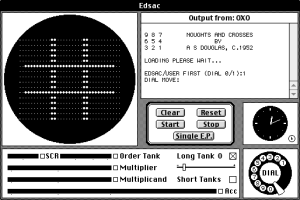 Edsac
Output from: OXO
9 8 7 NOUGHTS AND CROSSES
6 5 4 BY
3 2 1 A S DOUGLAS, C.1952
LOADING PLEASE WAIT...
EDSAC/USER FIRST (DIAL 0/1):1
DIAL MOVE:
Clear Reset
Start Stop
Single E.P.
SCR Order Tank Long Tank 0
Multiplier
Multiplicand Short Tanks
Acc
DIAL